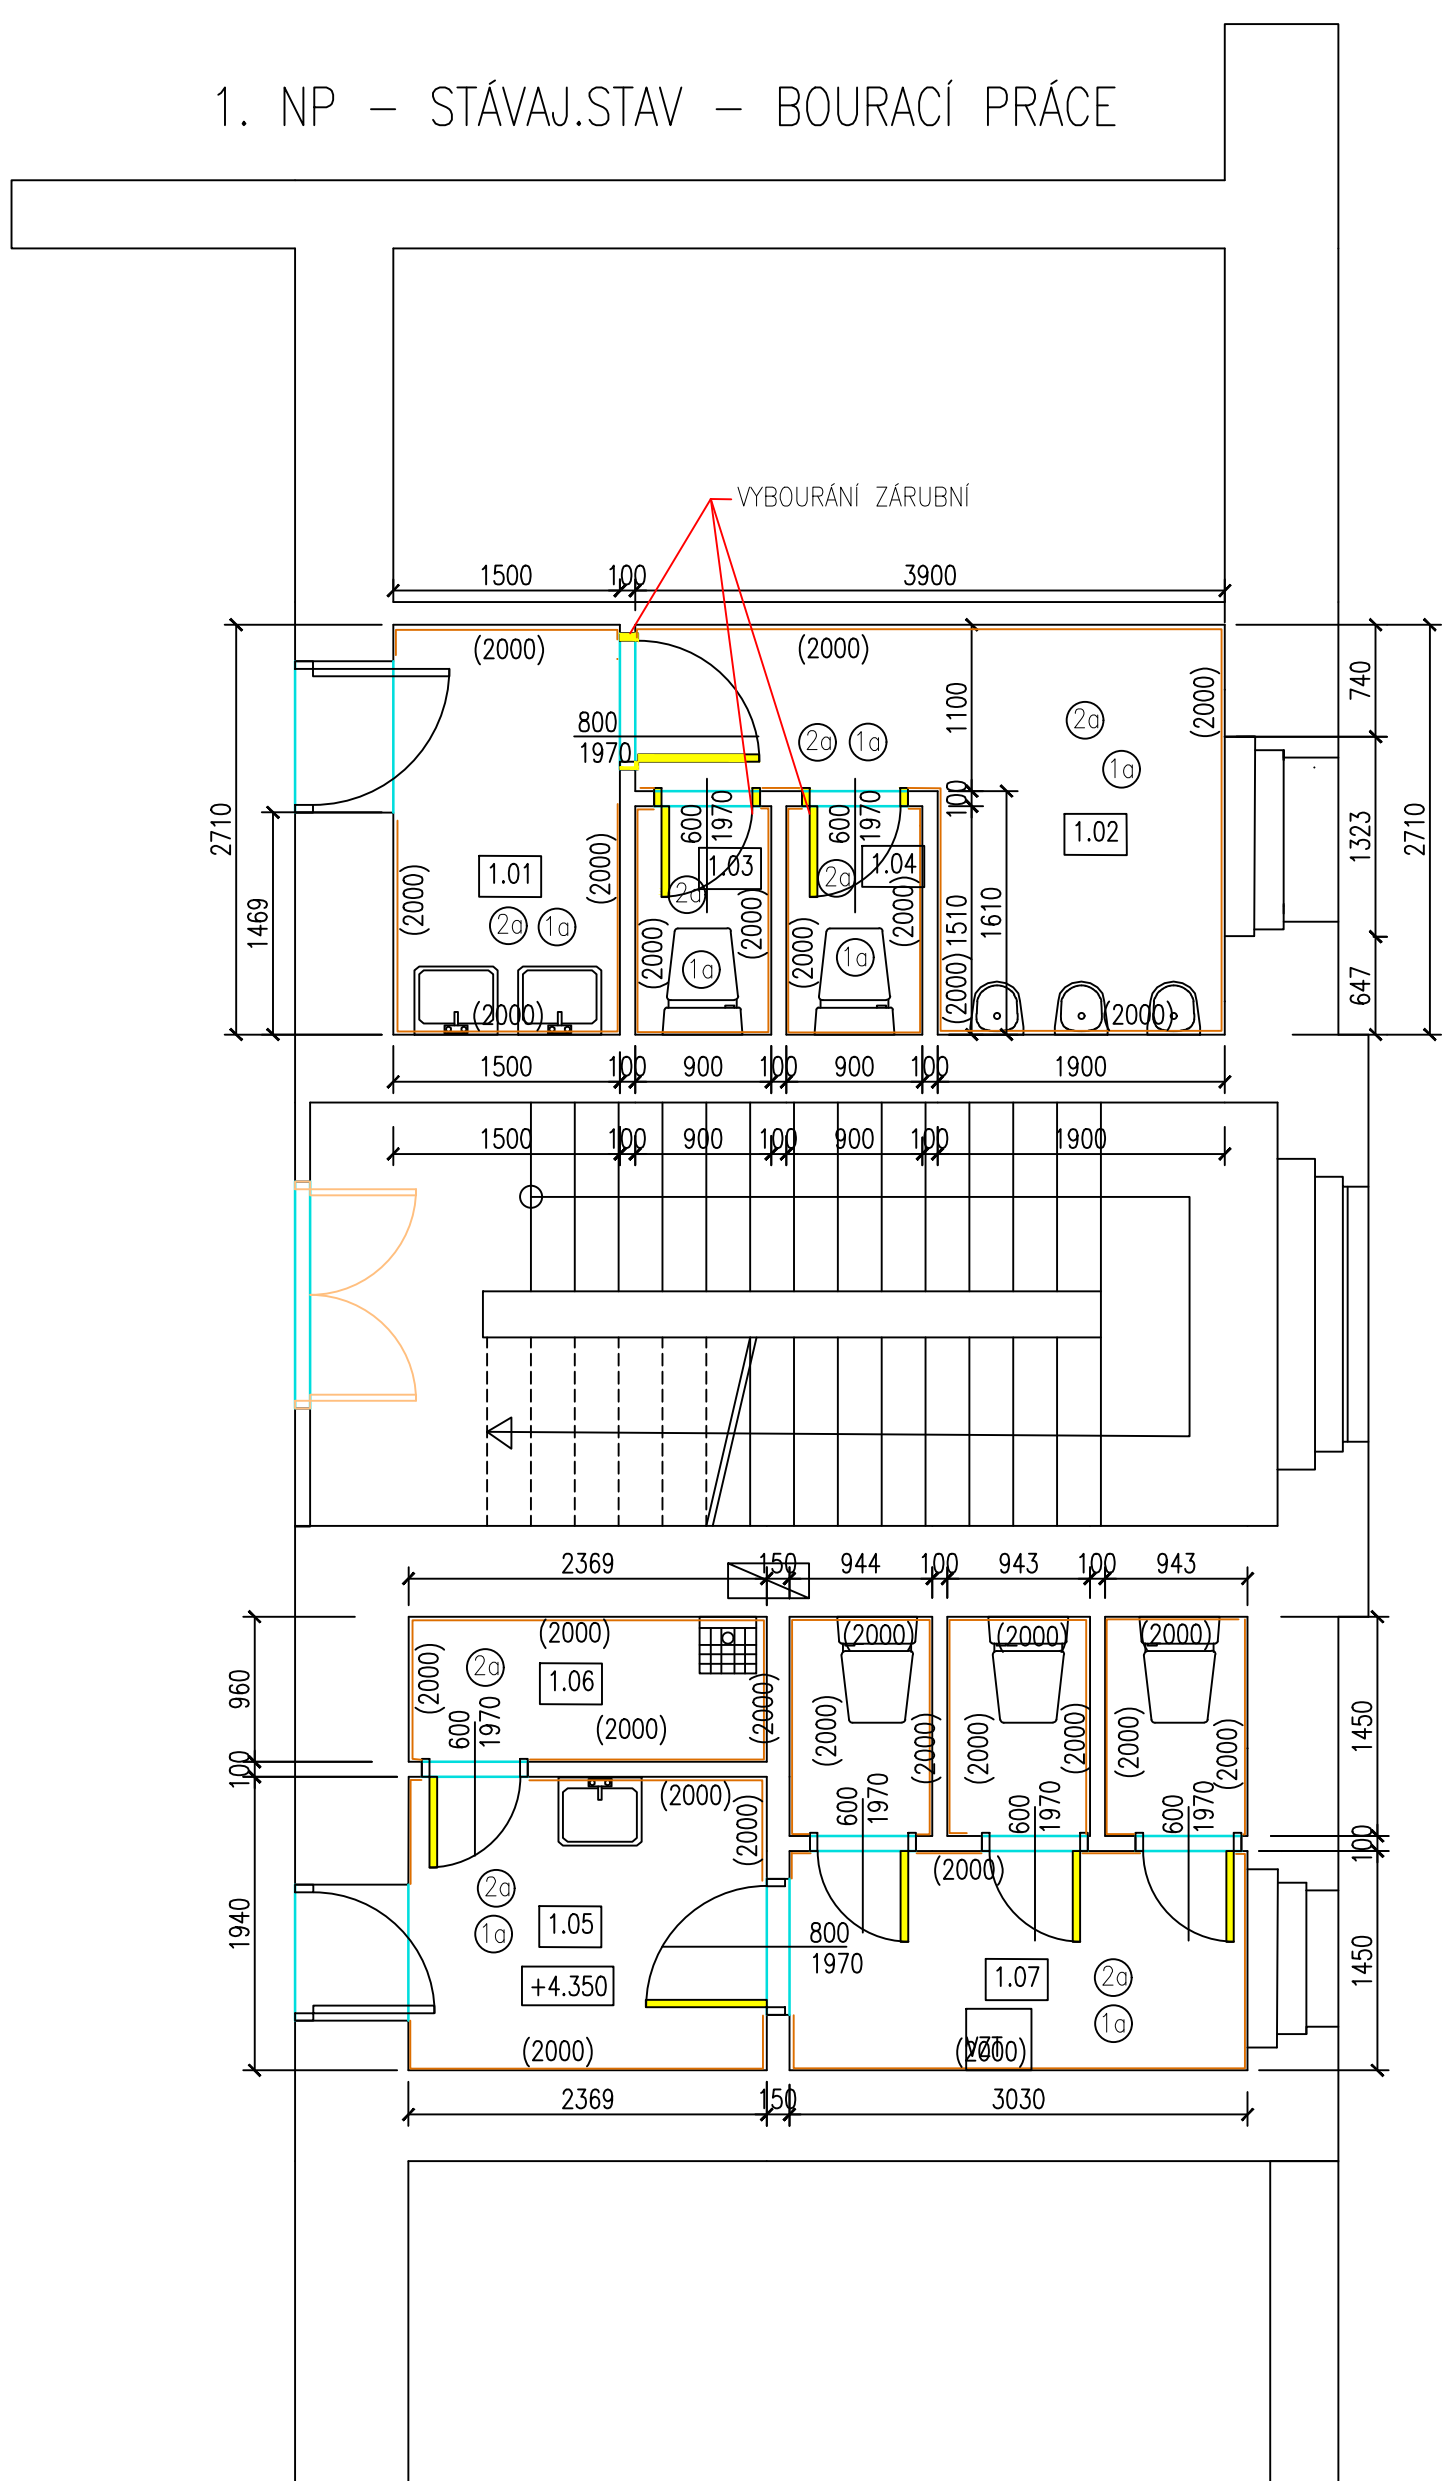 1. NP – STÁVAJ.STAV – BOURACÍ PRÁCE
VYBOURÁNÍ ZÁRUBNÍ
1500 100 3900
(2000) (2000) (2000)
740
1100
2a
800
1970
2a 1a
1a
100
600 1970
600 1970
1.02
1323
2710
2710
1.01
1.03
1.04
(2000) (2000)
2a
2a
1469
2a 1a
(2000) (2000) (2000) (2000)
1510
1610
1a
1a
(2000)
647
(2000)
(2000)
1500 100 900 100 900 100 1900
1500 100 900 100 900 100 1900
2369 150 944 100 943 100 943
(2000) (2000) (2000) (2000)
960
(2000)
2a
1.06
(2000)
(2000)
(2000) (2000) (2000) (2000) (2000) (2000)
1450
600 1970
100
(2000)
(2000)
600 1970
600 1970
600 1970
100
(2000)
2a
1a
1.05
1940
800
1970
1.07
2a
1a
1450
+4.350
(2000)
VZT
(2000)
2369 150 3030